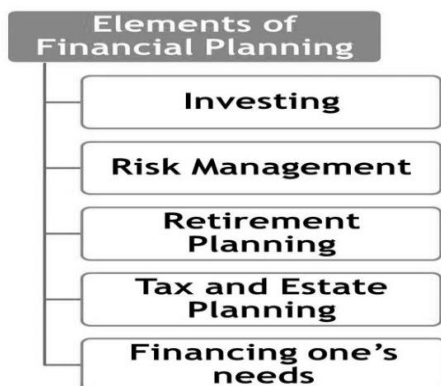 Elements of
Financial Planning
Investing
Risk Management
Retirement
Planning
Tax and Estate
Planning
Financing one's
needs